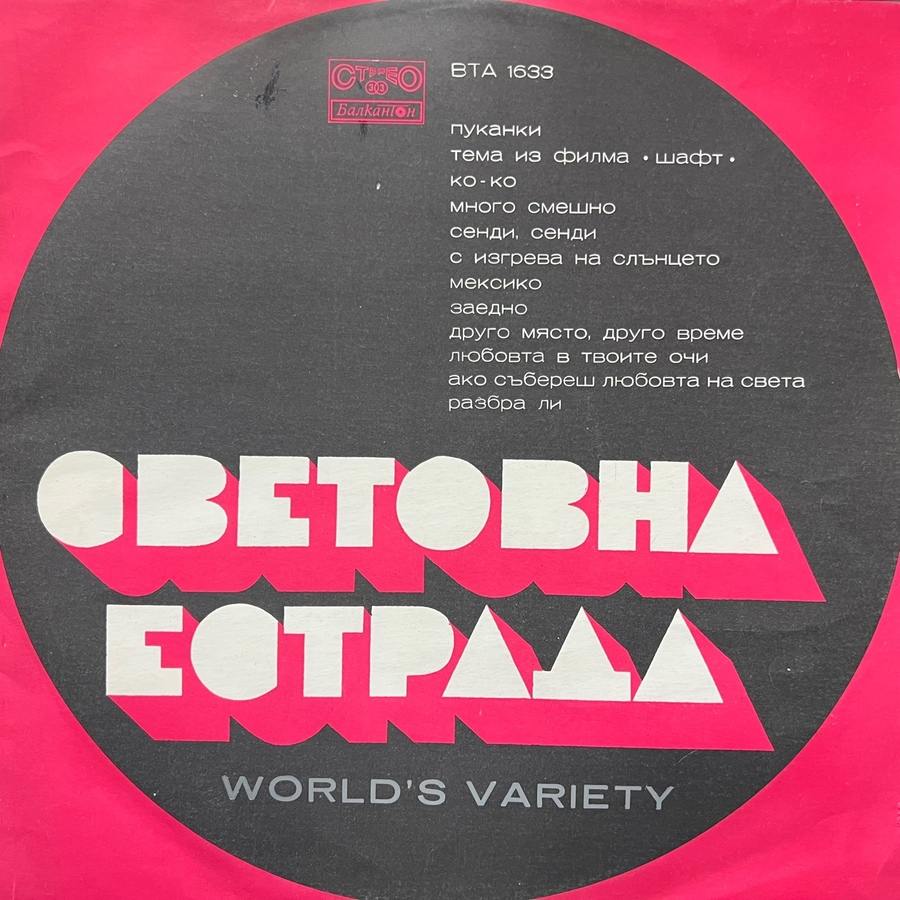 СТЕРЕО
33
Балкантон
ВТА 1633
пуканки
тема из филма •шафт•
ко-ко
много смешно
сенди, сенди
с изгрева на слънцето
мексико
заедно
друго място, друго време
любовта в твоите очи
ако събереш любовта на света
разбра ли
СВЕТОВНА
ЕСТРАДА
WORLD'S VARIETY